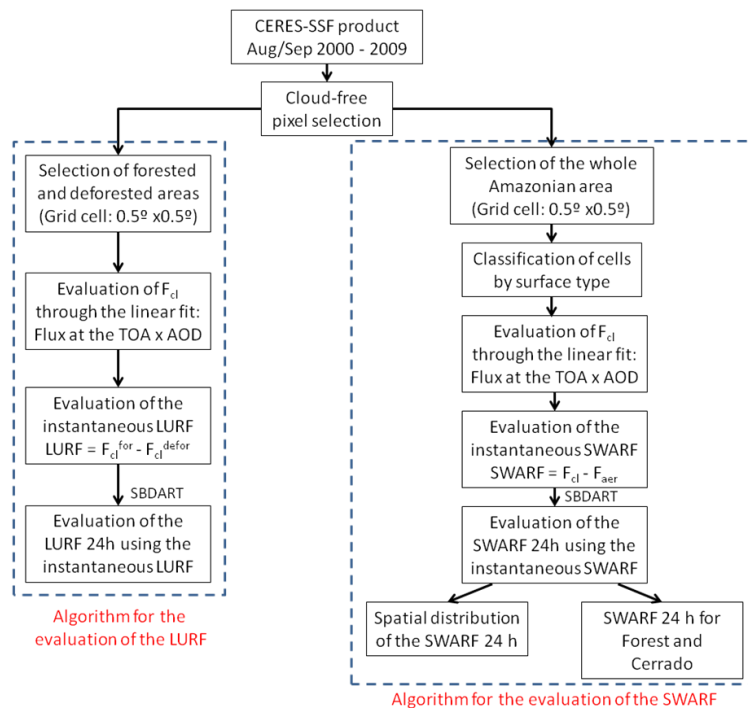 CERES-SSF product
Aug/Sep 2000 - 2009
Cloud-free
pixel selection
Selection of forested
and deforested areas
(Grid cell: 0.5º x0.5º)
Evaluation of Fcl
through the linear fit:
Flux at the TOA x AOD
Evaluation of the
instantaneous LURF
LURF = Fcl^for - Fcl^defor
SBDART
Evaluation of the
LURF 24h using the
instantaneous LURF
Algorithm for the
evaluation of the LURF
Selection of the whole
Amazonian area
(Grid cell: 0.5º x0.5º)
Classification of cells
by surface type
Evaluation of Fcl
through the linear fit:
Flux at the TOA x AOD
Evaluation of the
instantaneous SWARF
SWARF = Fcl - Faer
SBDART
Evaluation of the
SWARF 24h using the
instantaneous SWARF
Spatial distribution
of the SWARF 24 h
SWARF 24 h for
Forest and
Cerrado
Algorithm for the evaluation of the SWARF